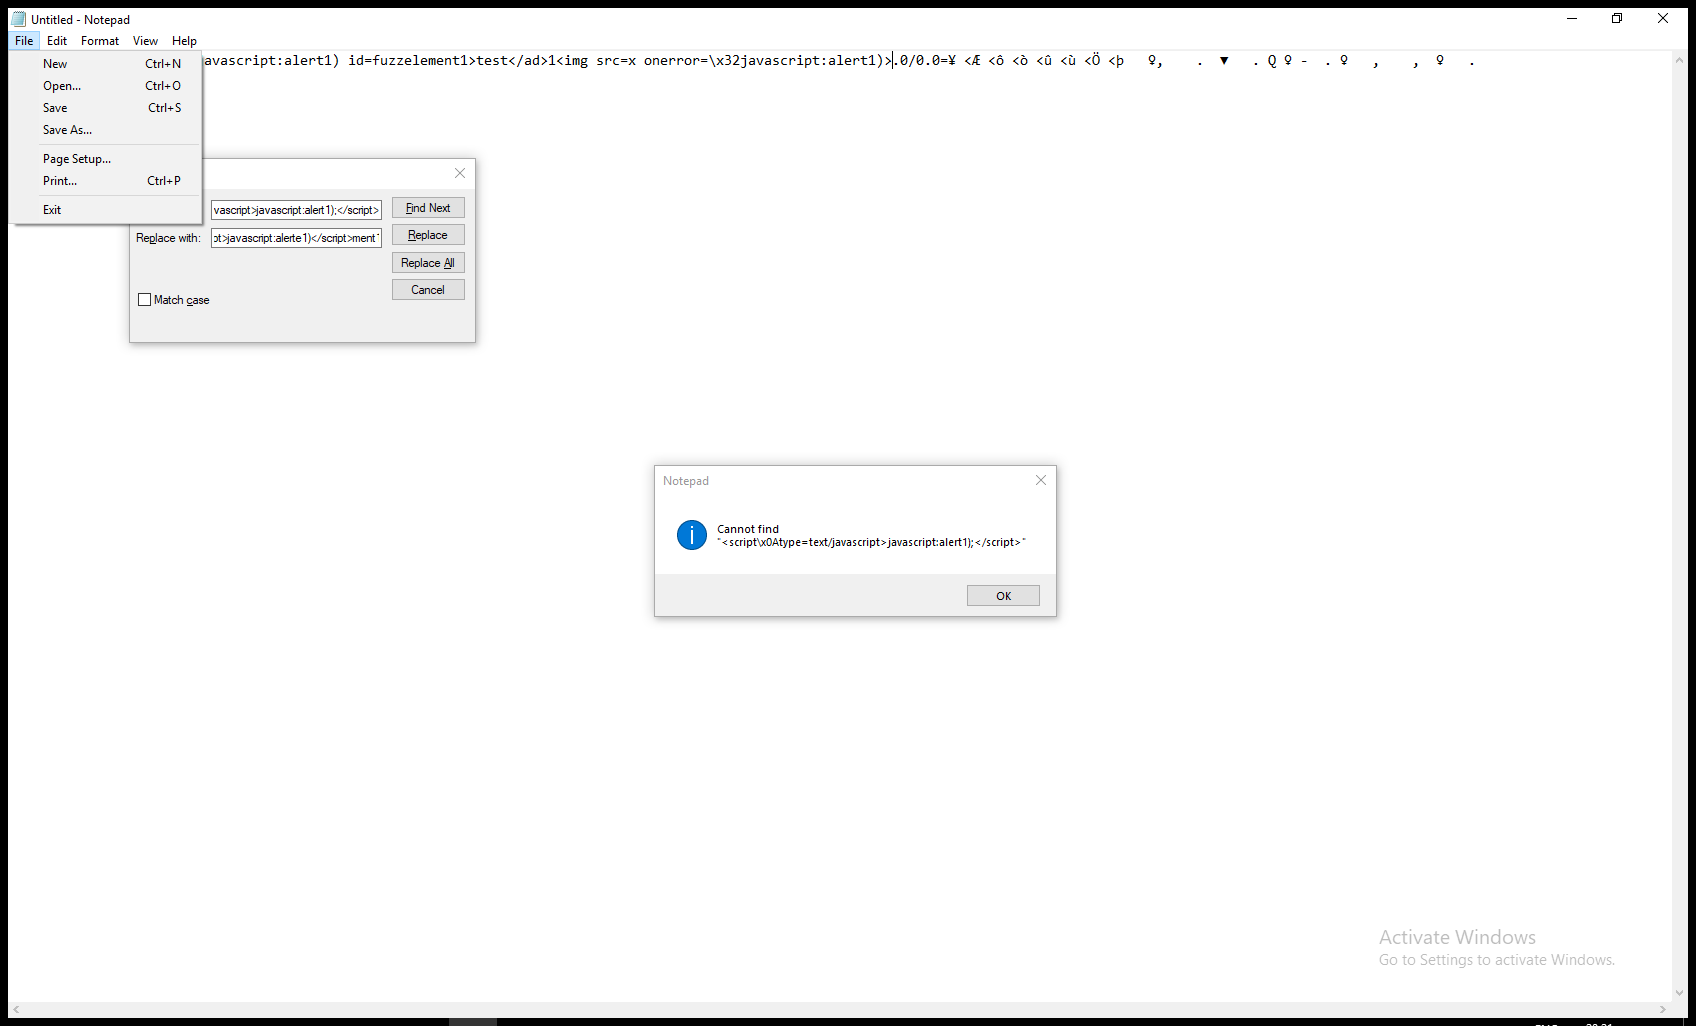 Untitled - Notepad
File Edit Format View Help
avascript:alert1) id=fuzzelement1>test</ad>1<img src=x onerror=\x32javascript:alert1)>.0/0.0=¥ <Æ <ô <ò <û <ù <Ö <þ ♀, . ▼ . Q ♀ - . ♀ , , ♀ .
New Ctrl+N
Open... Ctrl+O
Save Ctrl+S
Save As...
Page Setup...
Print... Ctrl+P
Exit
vascript>javascript:alert1);</script> Find Next
Replace with: pt>javascript:alerte1)</script>ment1 Replace
Replace All
Cancel
Match case
Notepad
Cannot find
"<script\x0Atype=text/javascript>javascript:alert1);</script>"
OK
Activate Windows
Go to Settings to activate Windows.